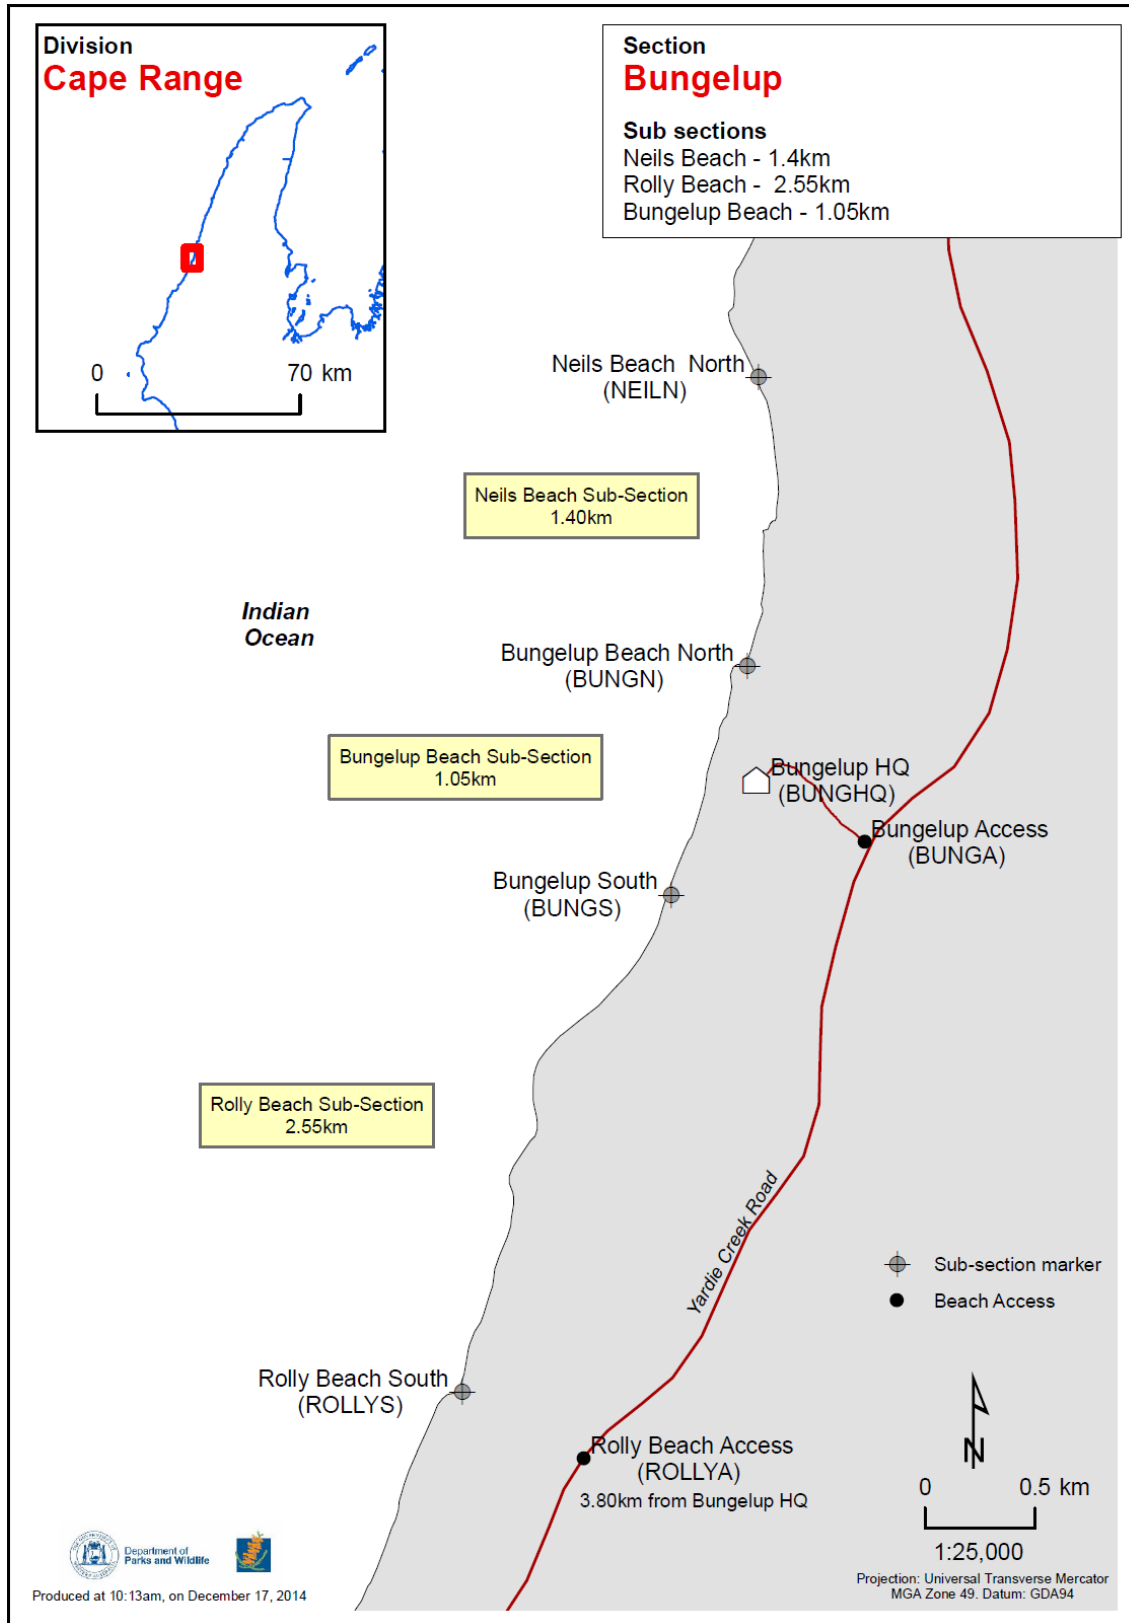 Division
Cape Range
0
70 km
Section
Bungelup
Sub sections
Neils Beach - 1.4km
Rolly Beach - 2.55km
Bungelup Beach - 1.05km
Neils Beach North
(NEILN)
Neils Beach Sub-Section
1.40km
Indian
Ocean
Bungelup Beach North
(BUNGN)
Bungelup Beach Sub-Section
1.05km
Bungelup HQ
(BUNGHQ)
Bungelup Access
(BUNGA)
Bungelup South
(BUNGS)
Rolly Beach Sub-Section
2.55km
Yardie Creek Road
Sub-section marker
Beach Access
Rolly Beach South
(ROLLYS)
Rolly Beach Access
(ROLLYA)
3.80km from Bungelup HQ
N
0
0.5 km
1:25,000
Projection: Universal Transverse Mercator
MGA Zone 49. Datum: GDA94
Department of
Parks and Wildlife
Produced at 10:13am, on December 17, 2014